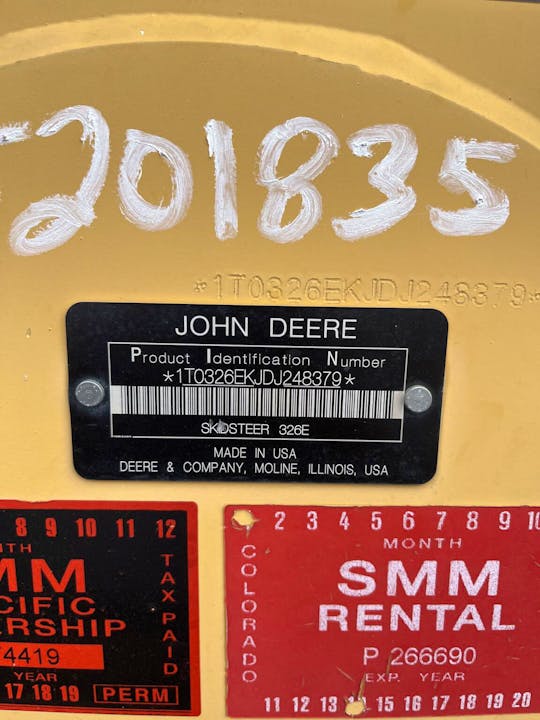 -201835
*1T0326EKJDJ248379*
JOHN DEERE
Product Identification Number
*1T0326EKJDJ248379*
SKIDSTEER 326E
MADE IN USA
DEERE & COMPANY, MOLINE, ILLINOIS, USA
8 9 10 11 12
TH
MM
CIFIC
ERSHIP
TAX PAID
4419
YEAR
17 18 19 PERM
2 3 4 5 6 7 8 9 10
MONTH
COLORADO
SMM
RENTAL
P 266690
EXP. YEAR
11 12 13 15 16 17 18 19 20